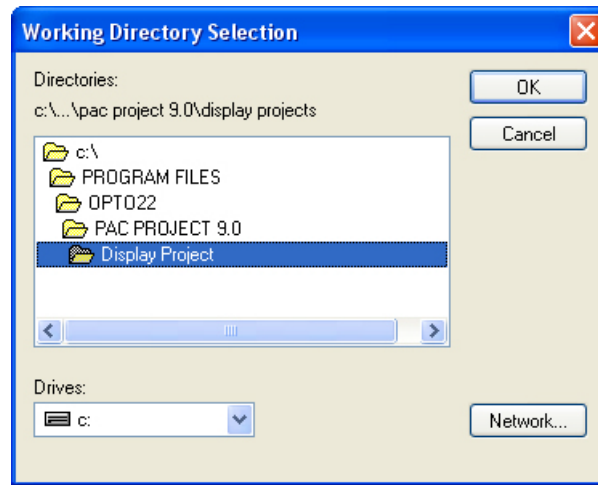 Working Directory Selection
Directories:
c:\...\pac project 9.0\display projects
OK
Cancel
c:\
PROGRAM FILES
OPTO22
PAC PROJECT 9.0
Display Project
Drives:
c:
Network...